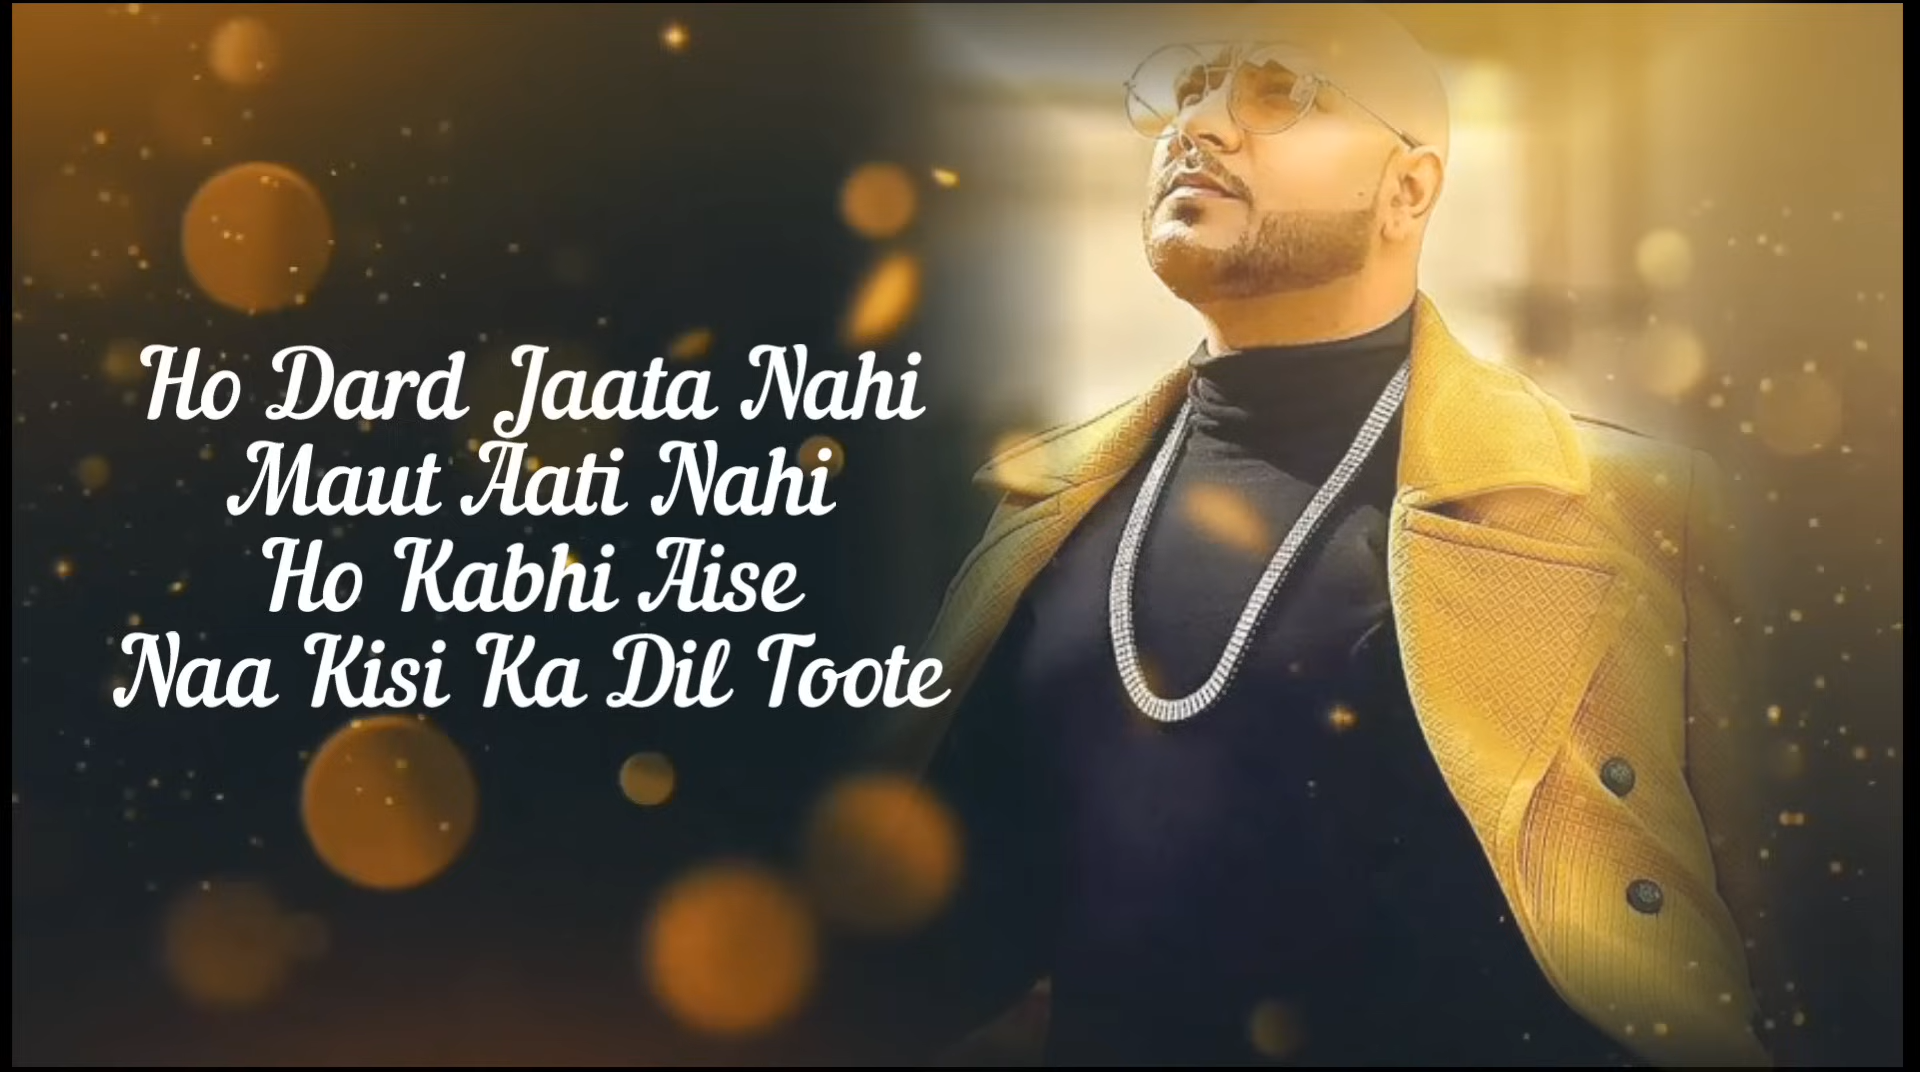 Ho Dard Jaata Nahi
Maut Aati Nahi
Ho Kabhi Aise
Naa Kisi Ka Dil Toote